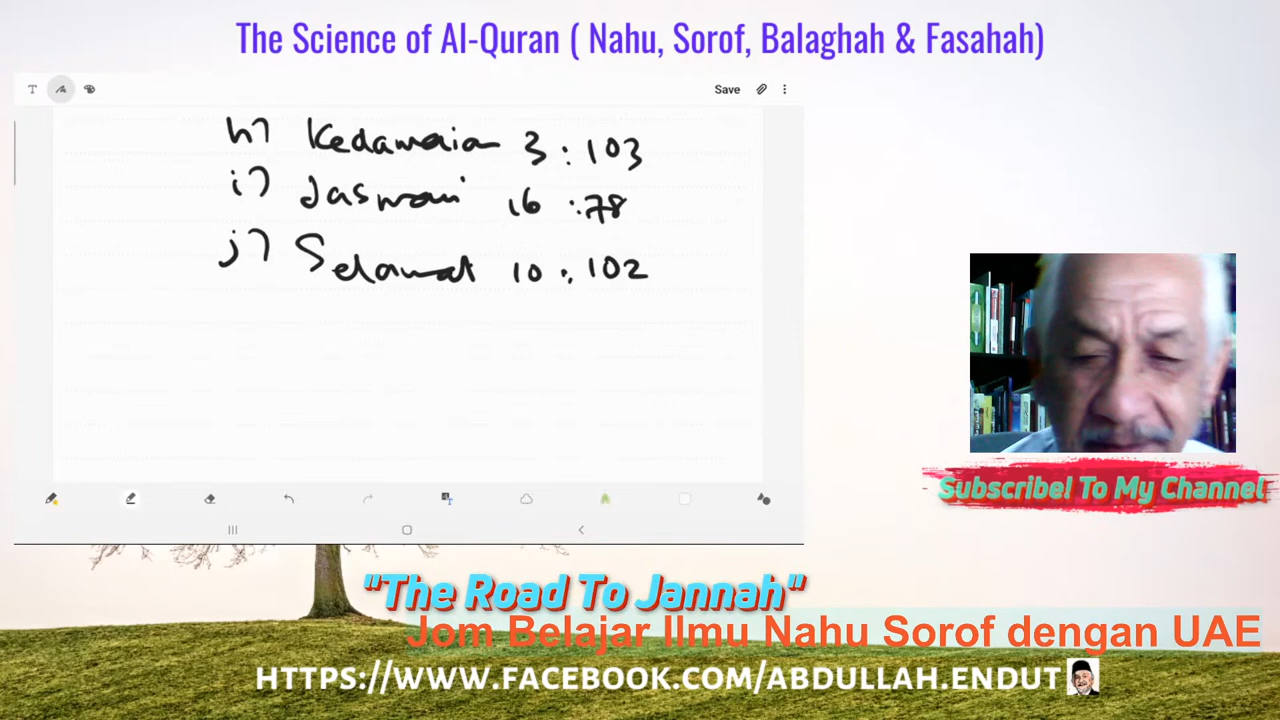 The Science of Al-Quran ( Nahu, Sorof, Balaghah & Fasahah)
T Save
h) Kedamaian 3 : 103
i) Jasmani 16 : 78
j) Selamat 10 : 102
Subscribe! To My Channel
"The Road To Jannah"
Jom Belajar Ilmu Nahu Sorof dengan UAE
HTTPS://WWW.FACEBOOK.COM/ABDULLAH.ENDUT